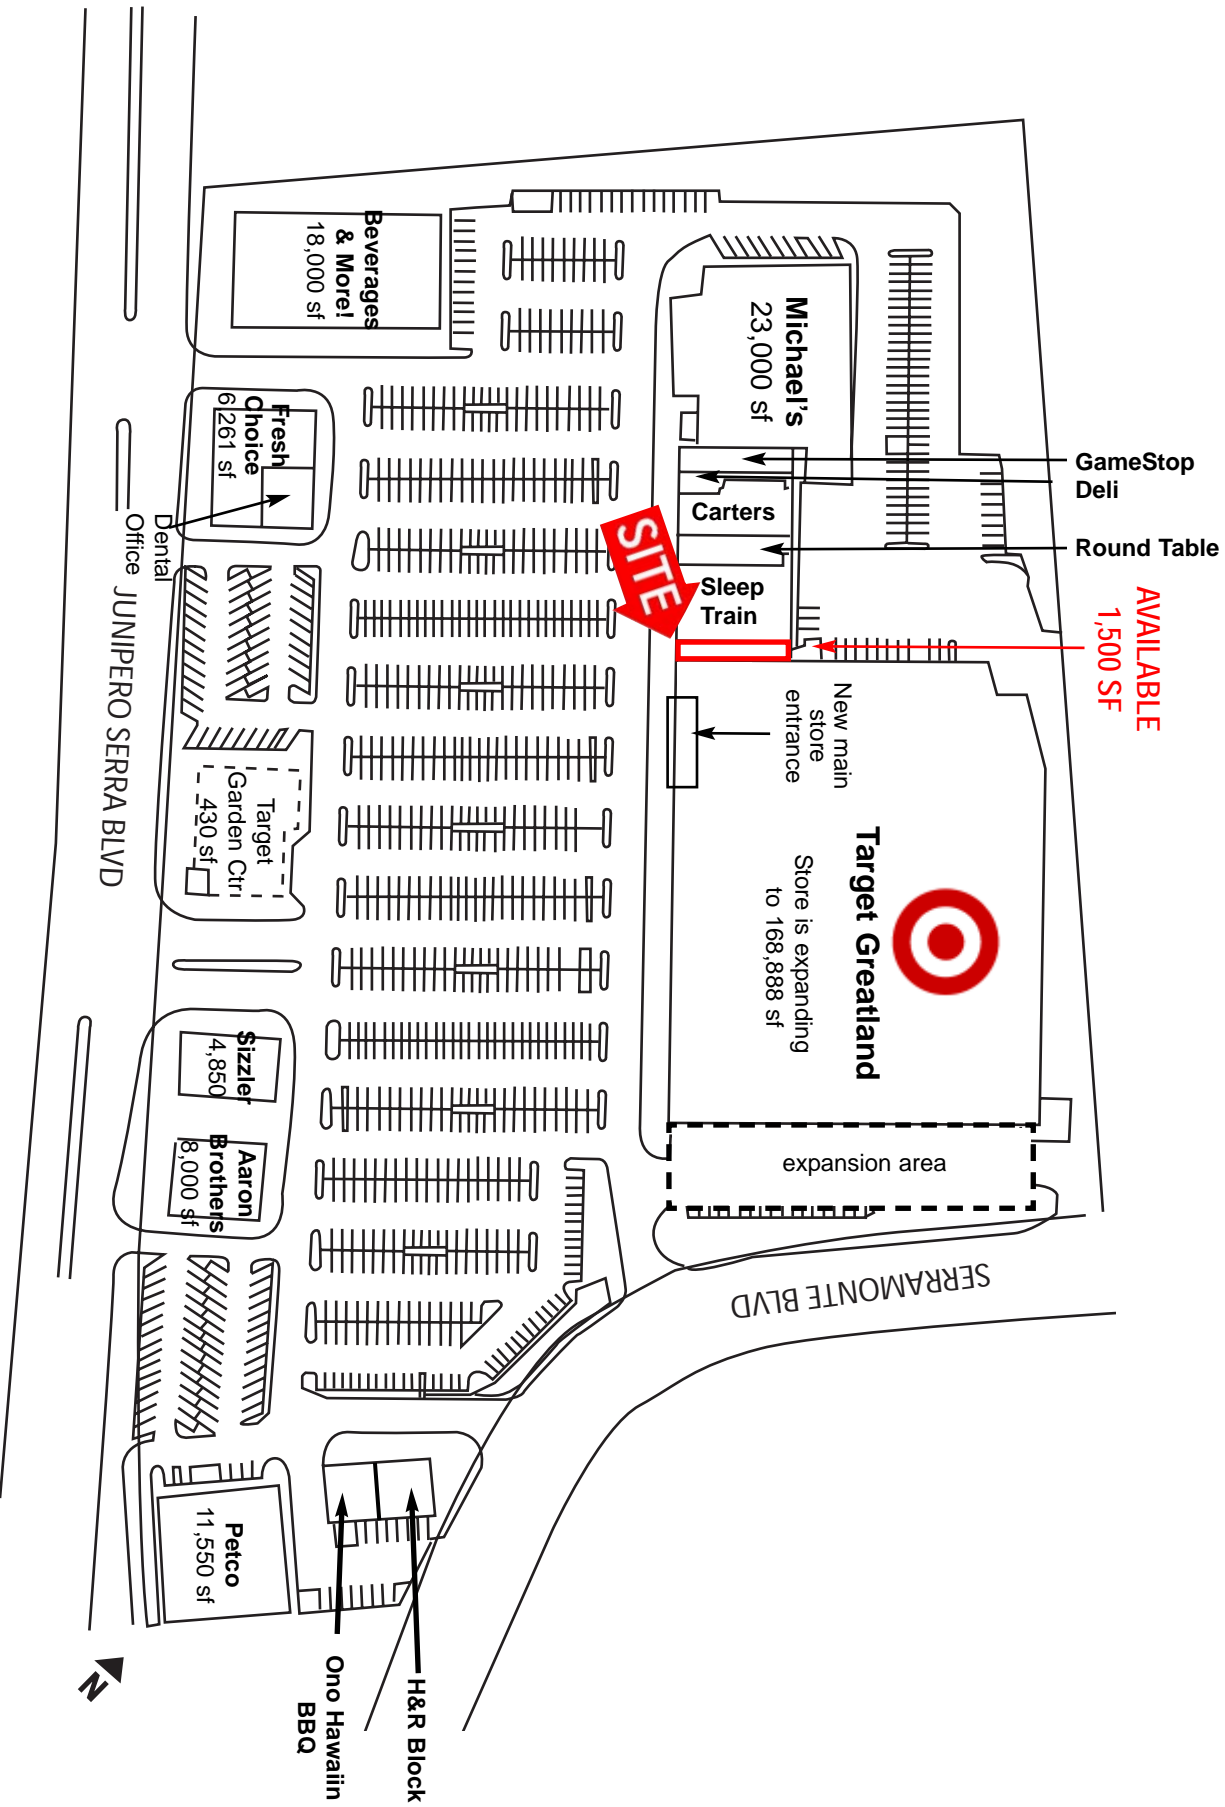 Beverages
& More!
18,000 sf
Michael's
23,000 sf
GameStop
Deli
Carters
Round Table
Sleep
Train
SITE
AVAILABLE
1,500 SF
Fresh
Choice
6,261 sf
Dental
Office
JUNIPERO SERRA BLVD
New main
store
entrance
Target
Garden Ctr
430 sf
Target Greatland
Store is expanding
to 168,888 sf
expansion area
Sizzler
4,850
Aaron
Brothers
8,000 sf
SERRAMONTE BLVD
Petco
11,550 sf
H&R Block
Ono Hawaiin
BBQ
N